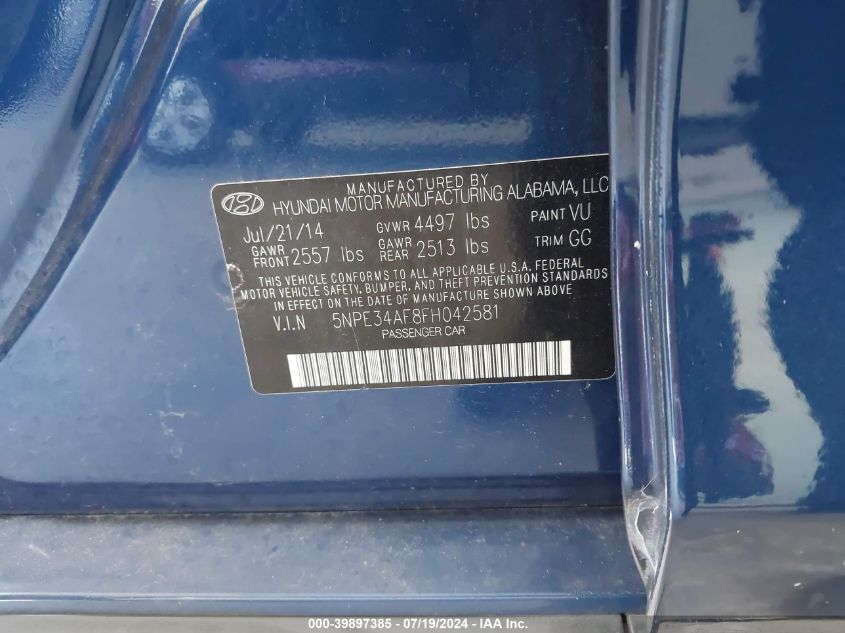 MANUFACTURED BY
HYUNDAI MOTOR MANUFACTURING ALABAMA, LLC
Jul/21/14 GVWR 4497 lbs PAINT VU
GAWR FRONT 2557 lbs GAWR REAR 2513 lbs TRIM GG
THIS VEHICLE CONFORMS TO ALL APPLICABLE U.S.A. FEDERAL
MOTOR VEHICLE SAFETY, BUMPER, AND THEFT PREVENTION STANDARDS
IN EFFECT ON THE DATE OF MANUFACTURE SHOWN ABOVE
V.I.N 5NPE34AF8FH042581
PASSENGER CAR
000-39897385 / 07/19/2024 - IAA Inc.